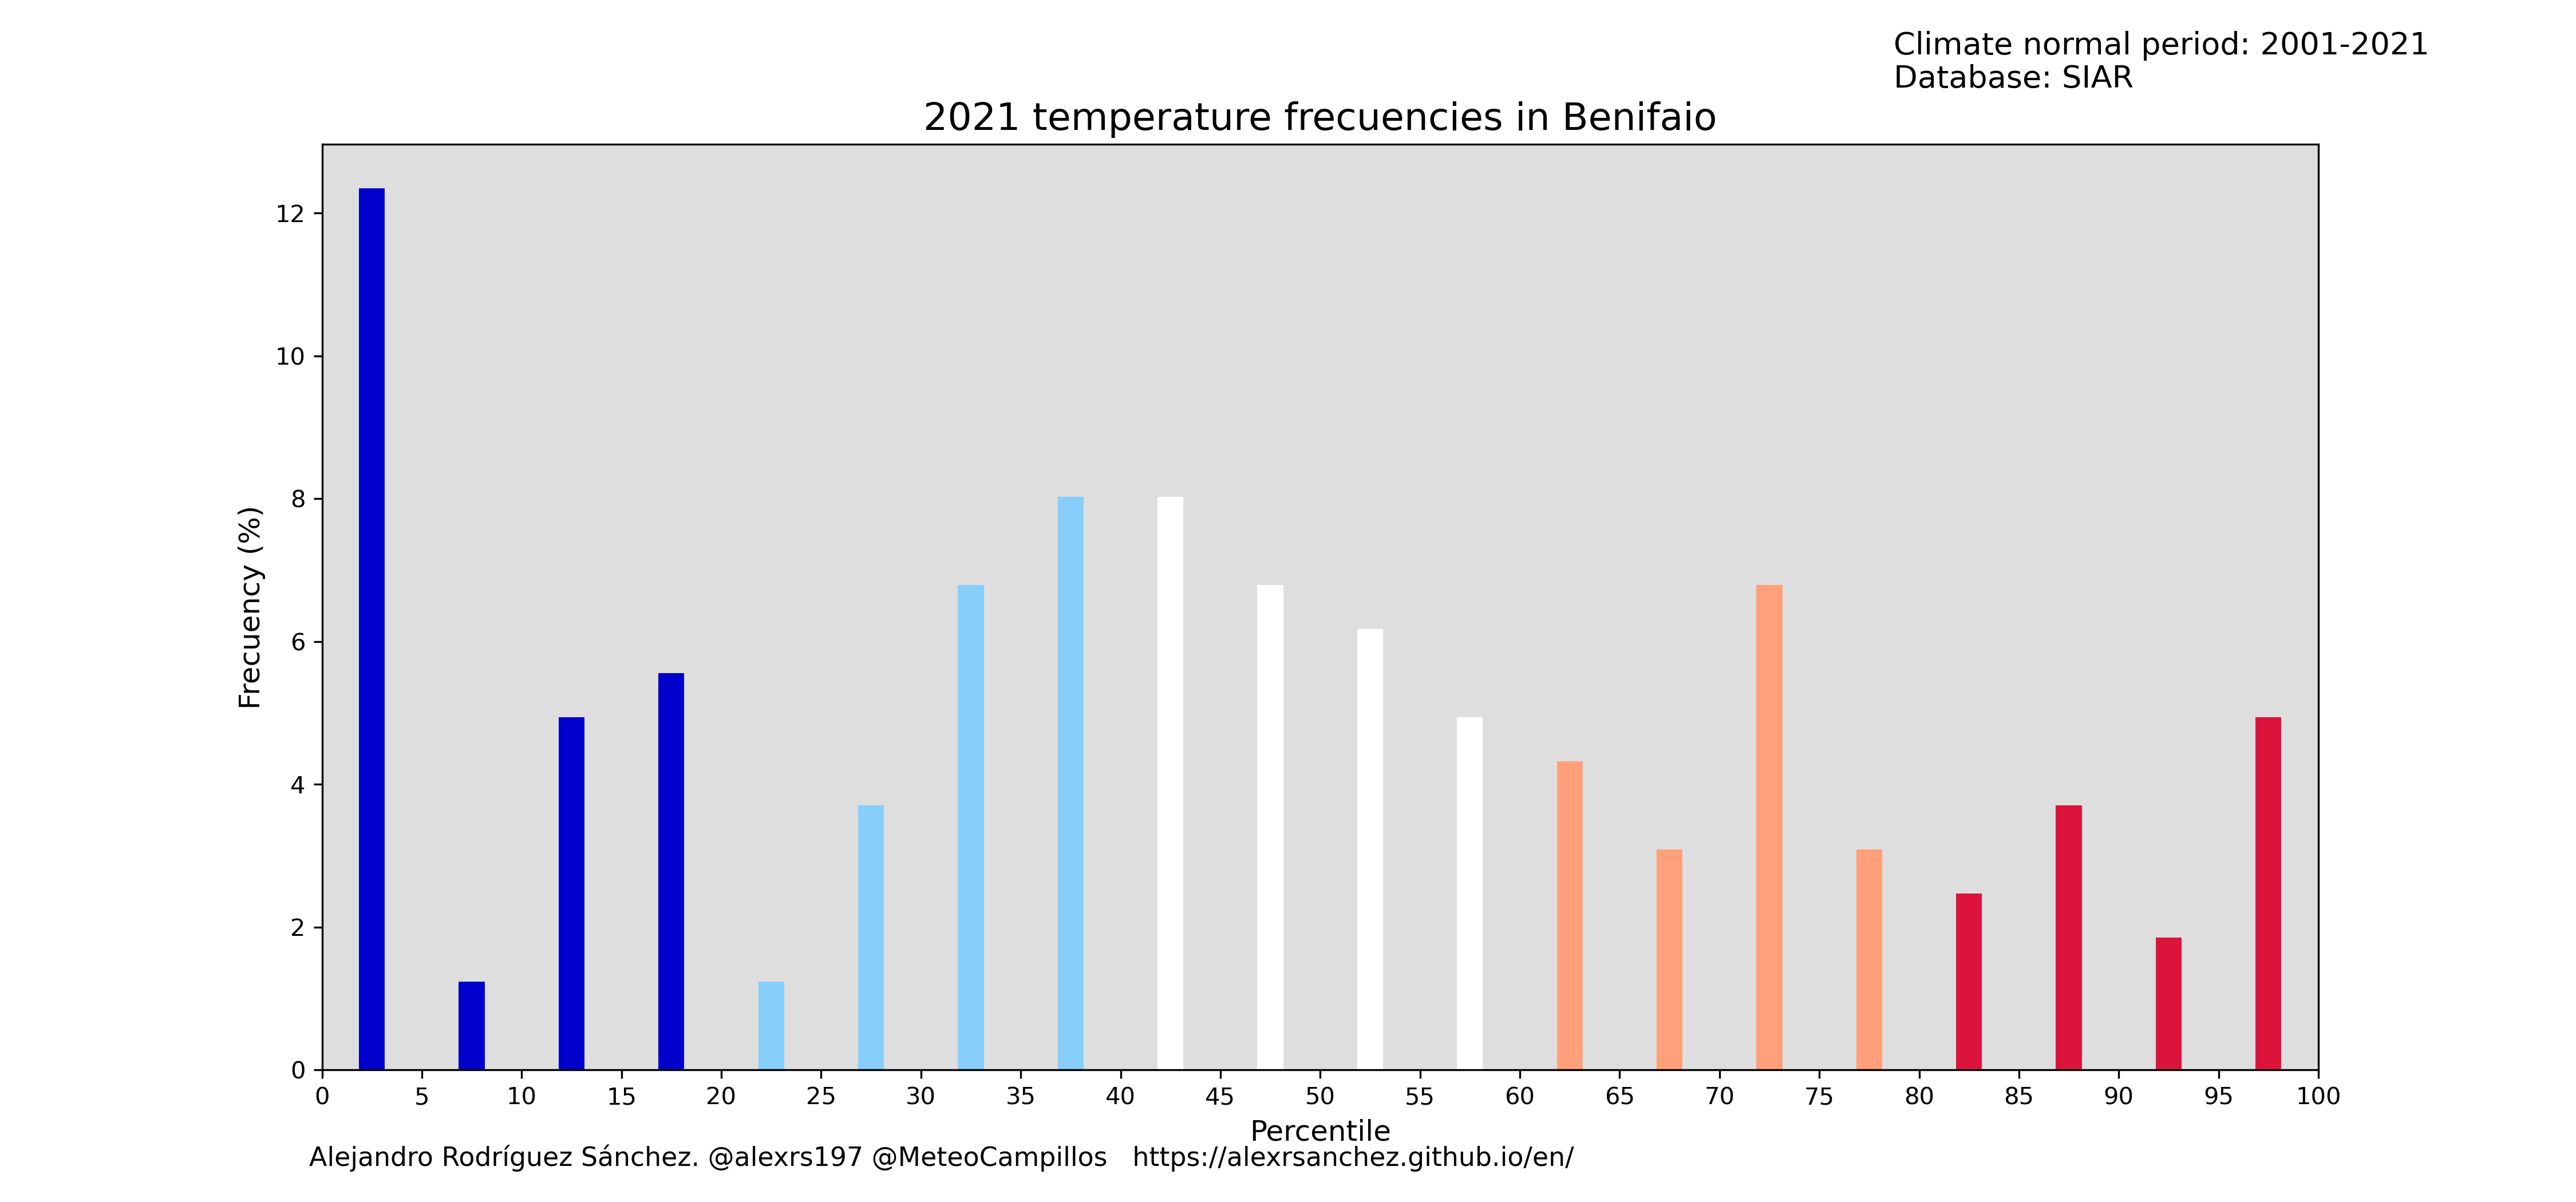 Climate normal period: 2001-2021
Database: SIAR
2021 temperature frecuencies in Benifaio
12
10
8
6
4
2
0
Frecuency (%)
0 5 10 15 20 25 30 35 40 45 50 55 60 65 70 75 80 85 90 95 100
Percentile
Alejandro Rodríguez Sánchez. @alexrs197 @MeteoCampillos https://alexrsanchez.github.io/en/